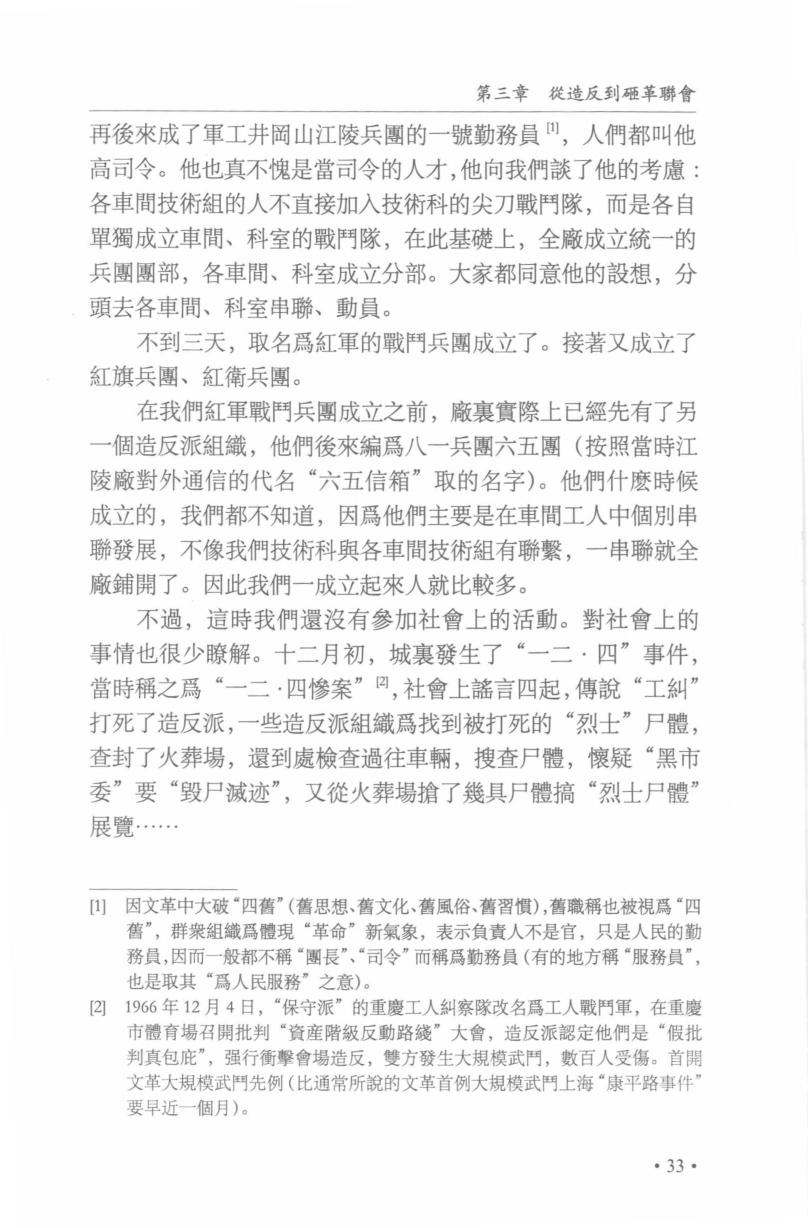 第三章　從造反到砸革聯會
再後來成了軍工井岡山江陵兵團的一號勤務員[1]，人們都叫他
高司令。他也真不愧是當司令的人才，他向我們談了他的考慮：
各車間技術組的人不直接加入技術科的尖刀戰鬥隊，而是各自
單獨成立車間、科室的戰鬥隊，在此基礎上，全廠成立統一的
兵團團部，各車間、科室成立分部。大家都同意他的設想，分
頭去各車間、科室串聯、動員。
不到三天，取名爲紅軍的戰鬥兵團成立了。接著又成立了
紅旗兵團、紅衛兵團。
在我們紅軍戰鬥兵團成立之前，廠裏實際上已經先有了另
一個造反派組織，他們後來編爲八一兵團六五團（按照當時江
陵廠對外通信的代名“六五信箱”取的名字）。他們什麽時候
成立的，我們都不知道，因爲他們主要是在車間工人中個別串
聯發展，不像我們技術科與各車間技術組有聯繫，一串聯就全
廠鋪開了。因此我們一成立起來人就比較多。
不過，這時我們還沒有參加社會上的活動。對社會上的
事情也很少瞭解。十二月初，城裏發生了“一二·四”事件，
當時稱之爲“一二·四慘案”[2]，社會上謠言四起，傳說“工糾”
打死了造反派，一些造反派組織爲找到被打死的“烈士”尸體，
查封了火葬場，還到處檢查過往車輛，搜查尸體，懷疑“黑市
委”要“毀尸滅迹”，又從火葬場搶了幾具尸體搞“烈士尸體”
展覽……
[1] 因文革中大破“四舊”（舊思想、舊文化、舊風俗、舊習慣），舊職稱也被視爲“四
舊”，群衆組織爲體現“革命”新氣象，表示負責人不是官，只是人民的勤
務員，因而一般都不稱“團長”、“司令”而稱爲勤務員（有的地方稱“服務員”，
也是取其“爲人民服務”之意）。
[2] 1966 年 12 月 4 日，“保守派”的重慶工人糾察隊改名爲工人戰鬥軍，在重慶
市體育場召開批判“資産階級反動路綫”大會，造反派認定他們是“假批
判真包庇”，强行衝擊會場造反，雙方發生大規模武鬥，數百人受傷。首開
文革大規模武鬥先例（比通常所說的文革首例大規模武鬥上海“康平路事件”
要早近一個月）。
· 33 ·